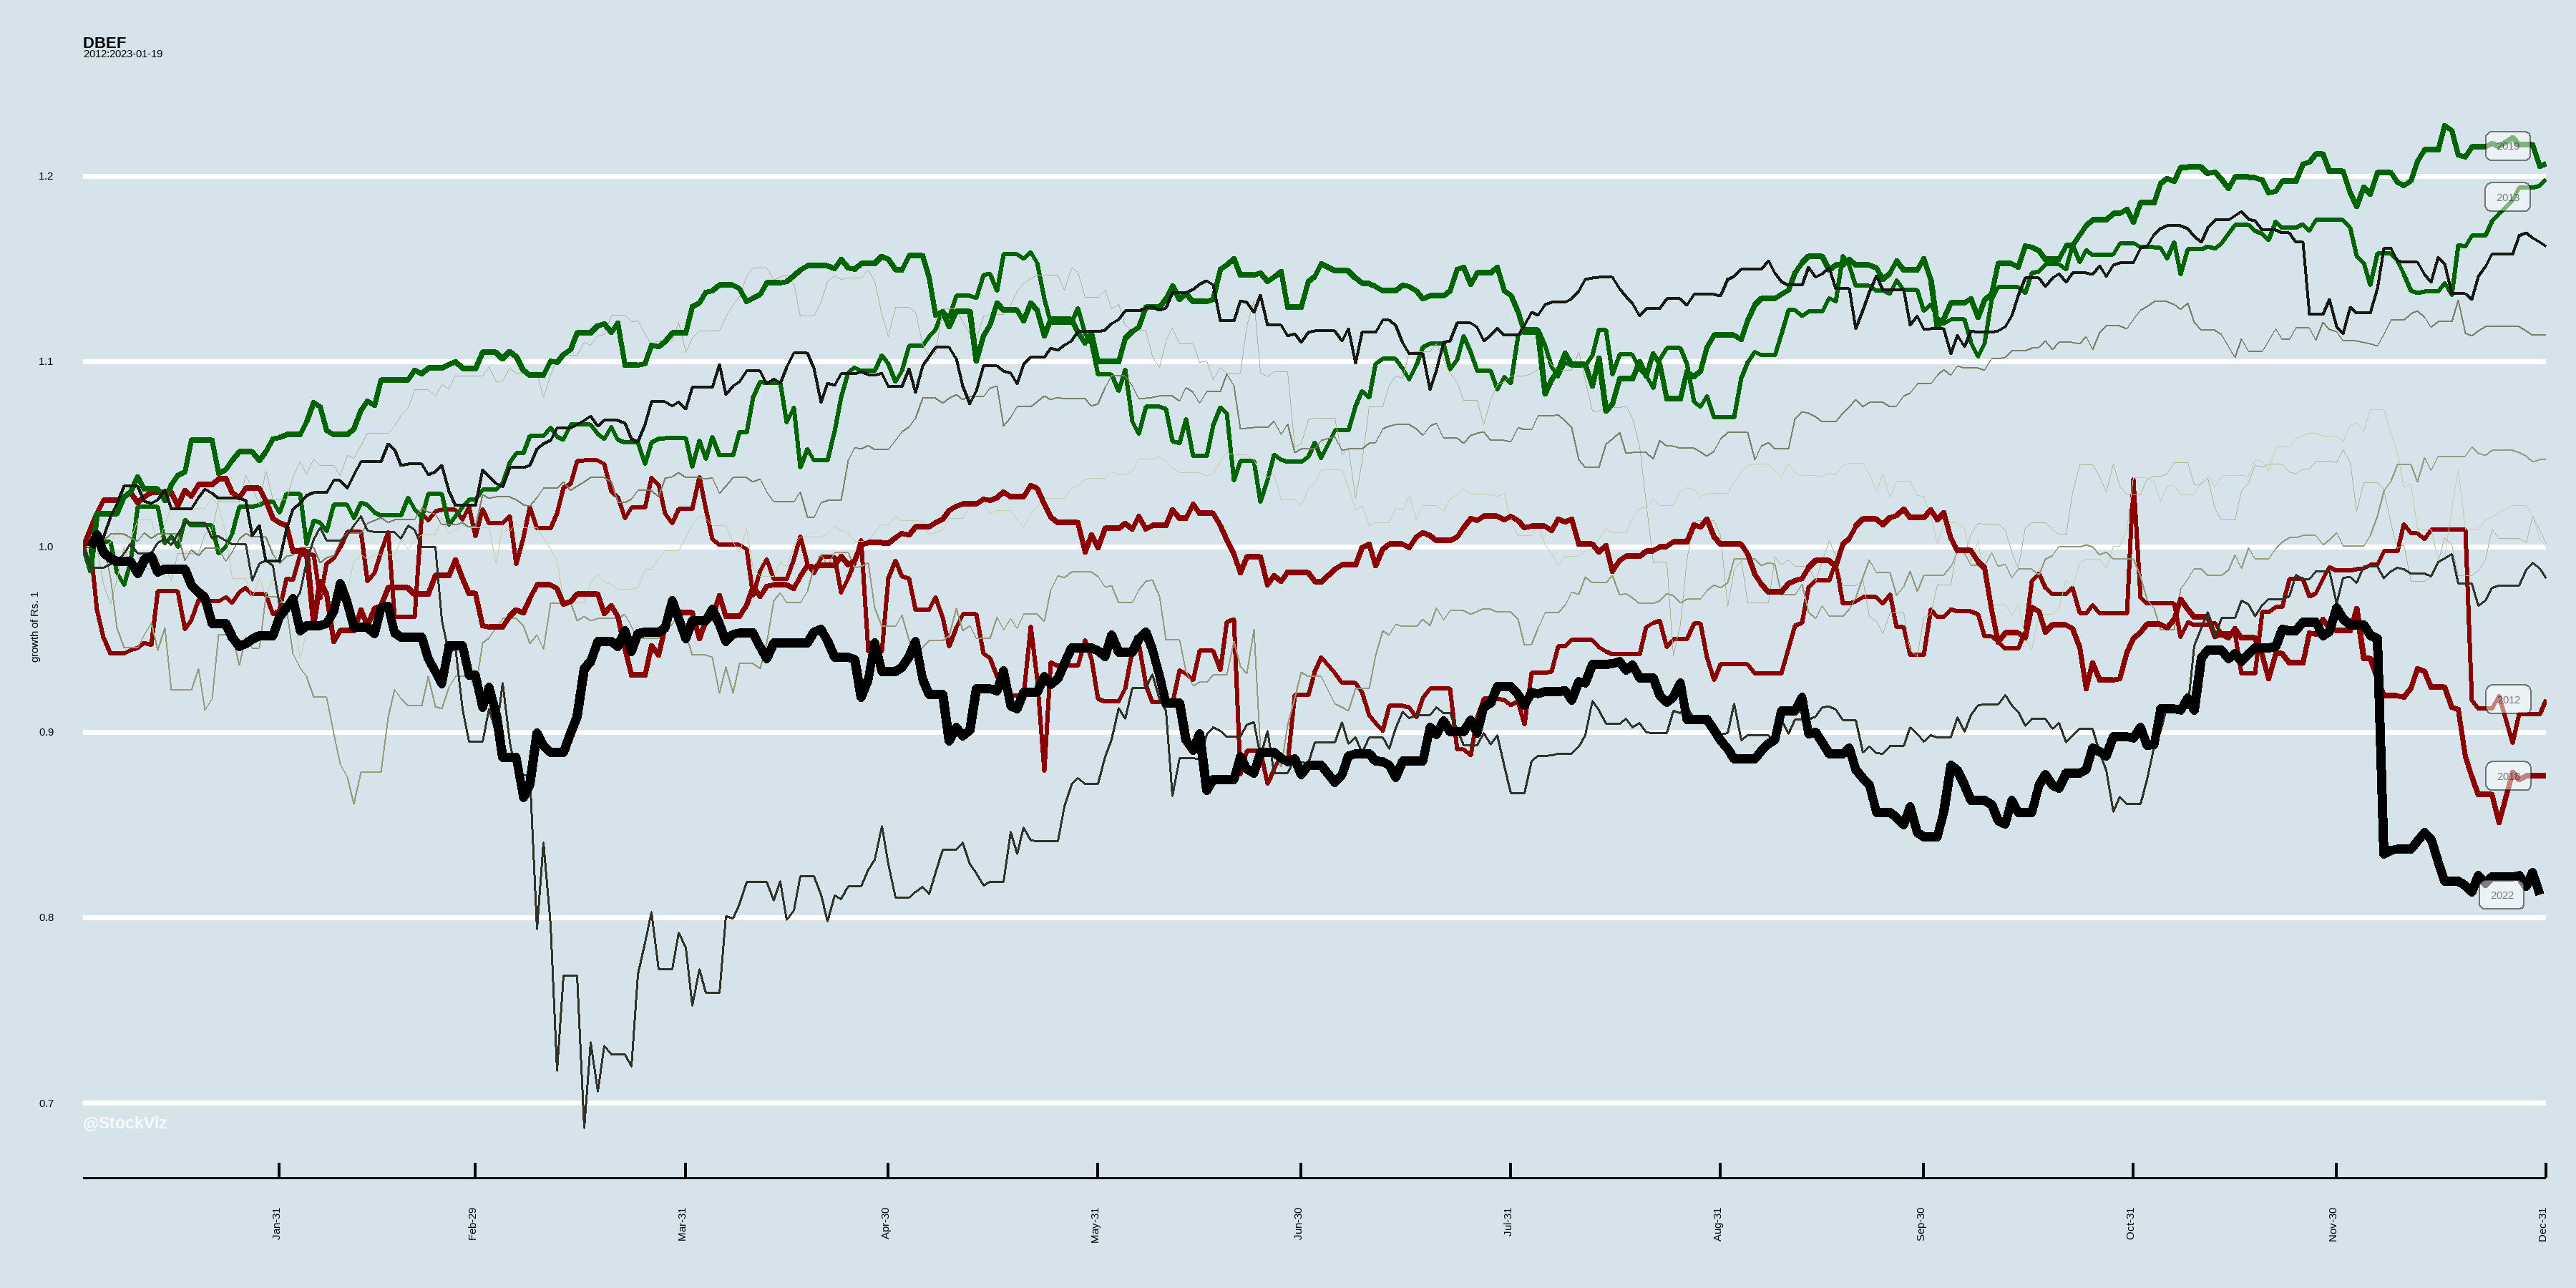 DBEF
2012:2023-01-19
2019
1.2
2013
1.1
1.0
growth of Rs. 1
2012
0.9
2018
2022
0.8
0.7
@StockViz
Jan-31
Feb-29
Mar-31
Apr-30
May-31
Jun-30
Jul-31
Aug-31
Sep-30
Oct-31
Nov-30
Dec-31